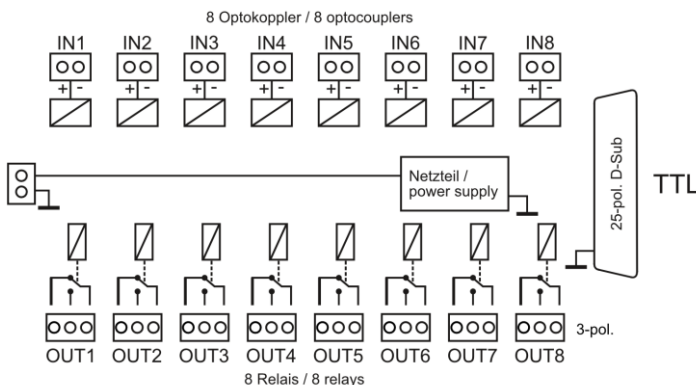 8 Optokoppler / 8 optocouplers
IN1 IN2 IN3 IN4 IN5 IN6 IN7 IN8
+ - + - + - + - + - + - + - + -
Netzteil /
power supply
25-pol. D-Sub
TTL
3-pol.
OUT1 OUT2 OUT3 OUT4 OUT5 OUT6 OUT7 OUT8
8 Relais / 8 relays